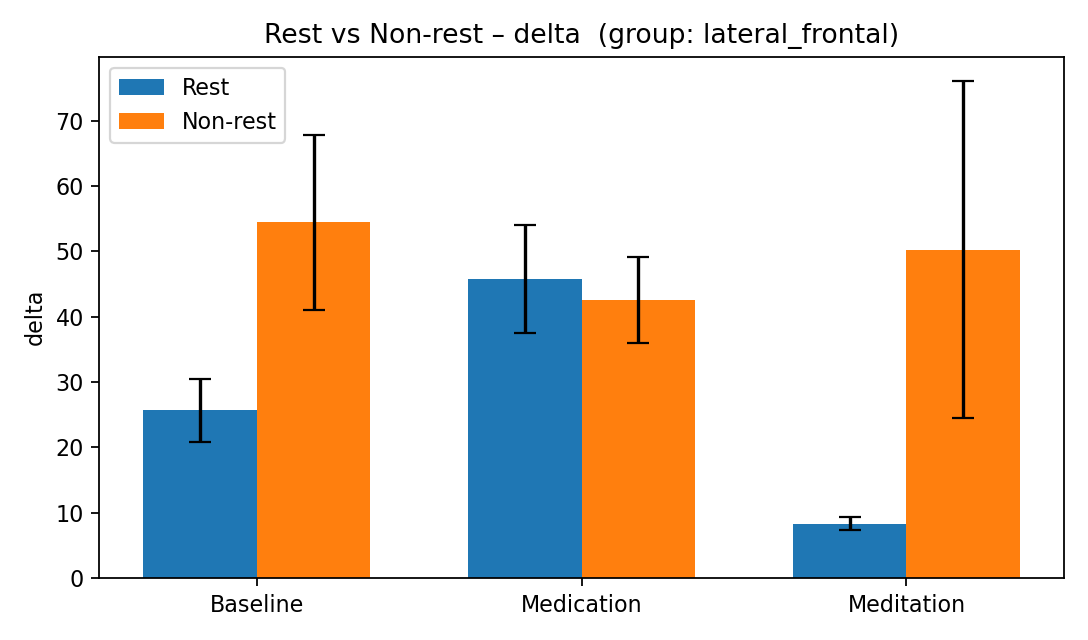 Rest vs Non-rest – delta  (group: lateral_frontal)
Rest
Non-rest
70
60
50
40
30
20
10
0
delta
Baseline
Medication
Meditation